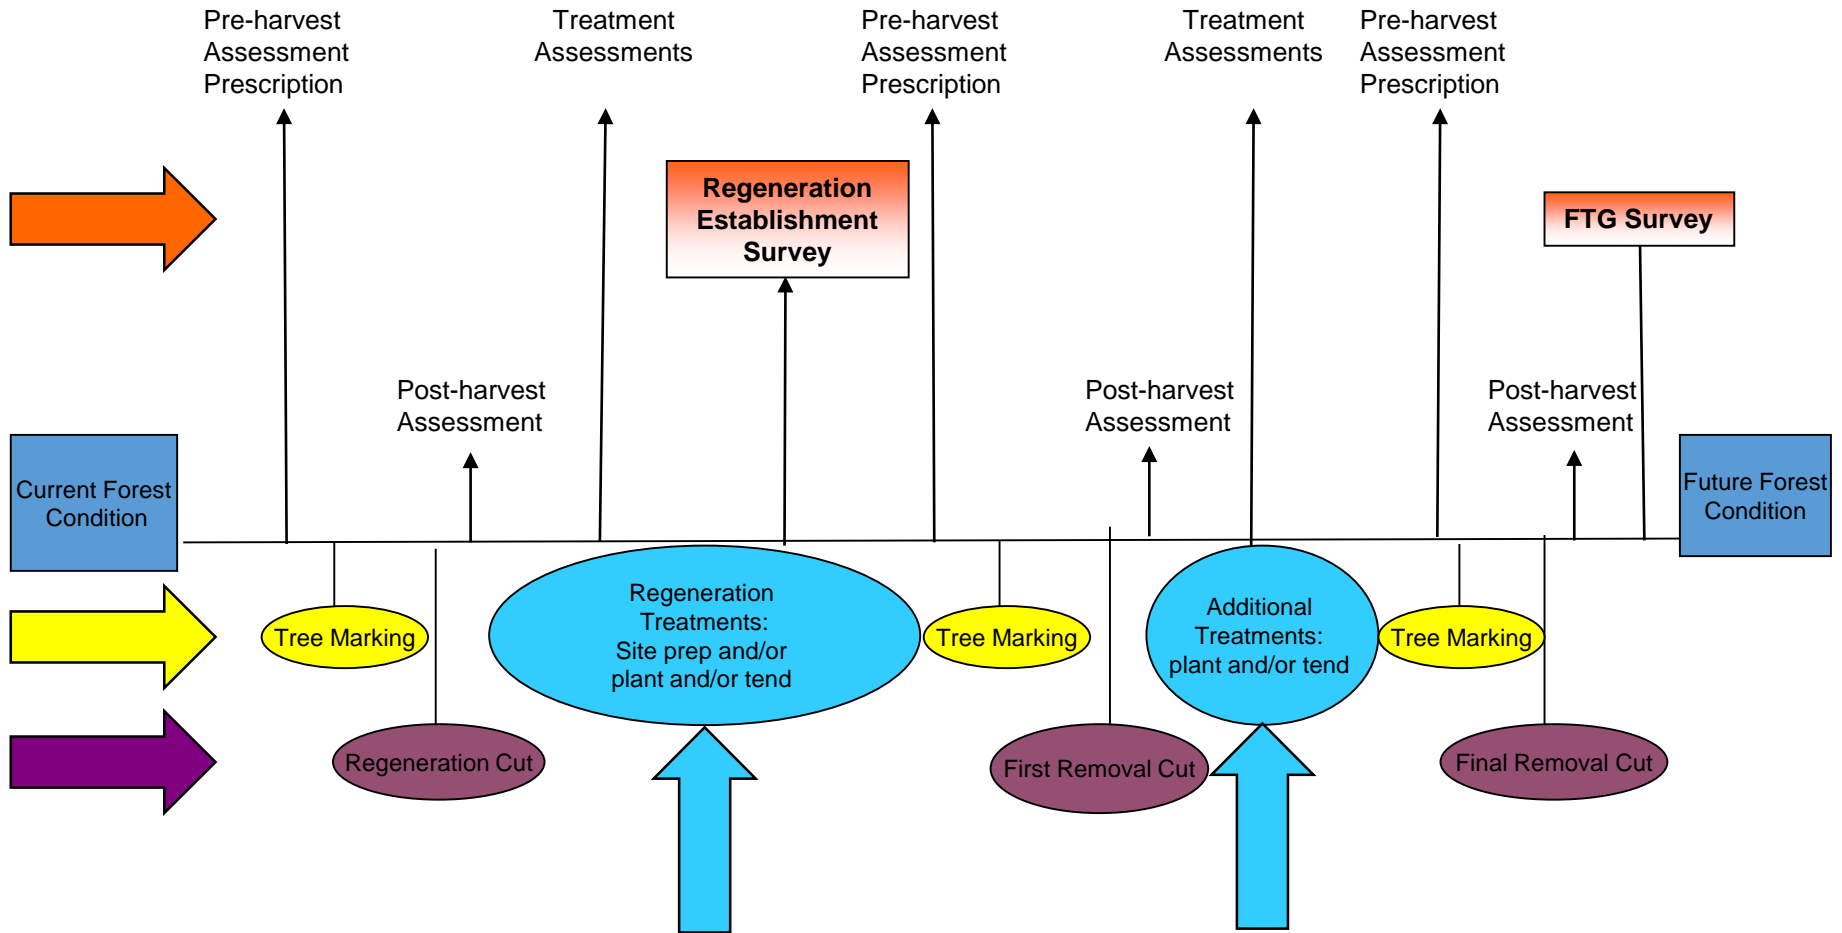 Pre-harvest
Assessment
Prescription
Treatment
Assessments
Pre-harvest
Assessment
Prescription
Treatment
Assessments
Pre-harvest
Assessment
Prescription
Regeneration
Establishment
Survey
FTG Survey
Post-harvest
Assessment
Post-harvest
Assessment
Post-harvest
Assessment
Current Forest
Condition
Future Forest
Condition
Tree Marking
Regeneration
Treatments:
Site prep and/or
plant and/or tend
Tree Marking
Additional
Treatments:
plant and/or tend
Tree Marking
Regeneration Cut
First Removal Cut
Final Removal Cut